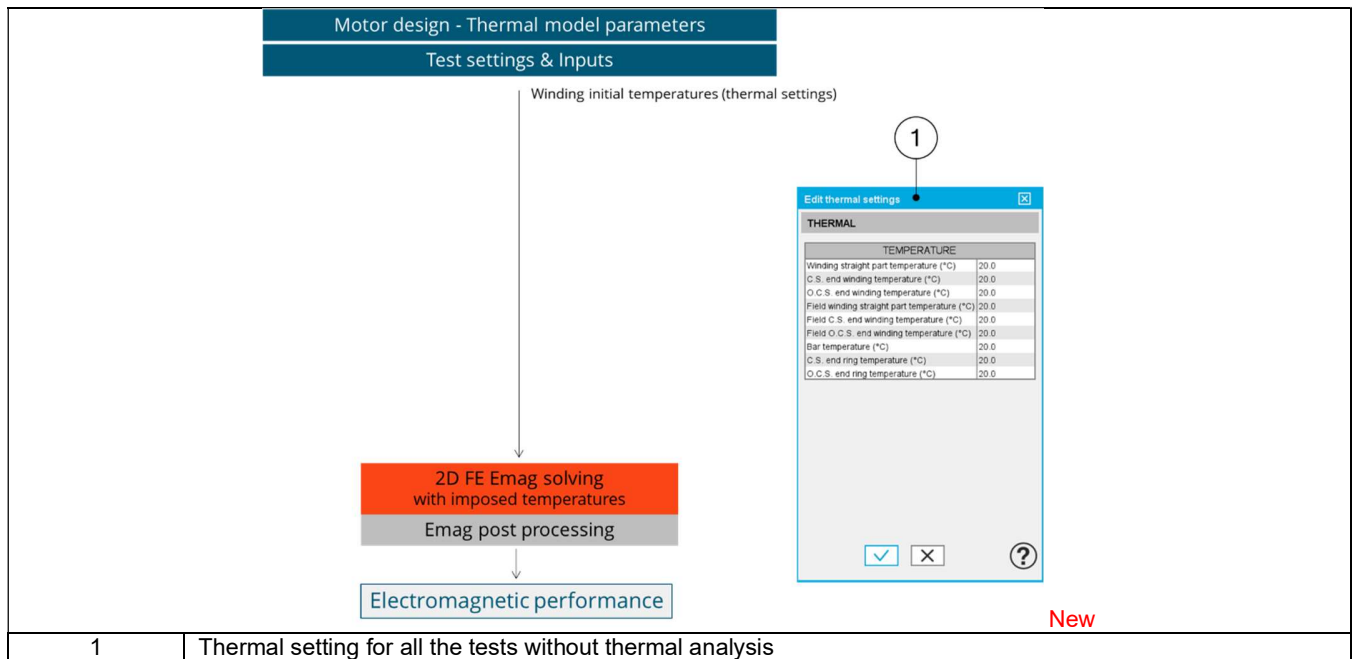 Motor design - Thermal model parameters
Test settings & Inputs
Winding initial temperatures (thermal settings)
1
Edit thermal settings
THERMAL
TEMPERATURE
Winding straight part temperature (°C) 20.0
C.S. end winding temperature (°C) 20.0
O.C.S. end winding temperature (°C) 20.0
Field winding straight part temperature (°C) 20.0
Field C.S. end winding temperature (°C) 20.0
Field O.C.S. end winding temperature (°C) 20.0
Bar temperature (°C) 20.0
C.S. end ring temperature (°C) 20.0
O.C.S. end ring temperature (°C) 20.0
2D FE Emag solving
with imposed temperatures
Emag post processing
?
Electromagnetic performance
New
1 Thermal setting for all the tests without thermal analysis